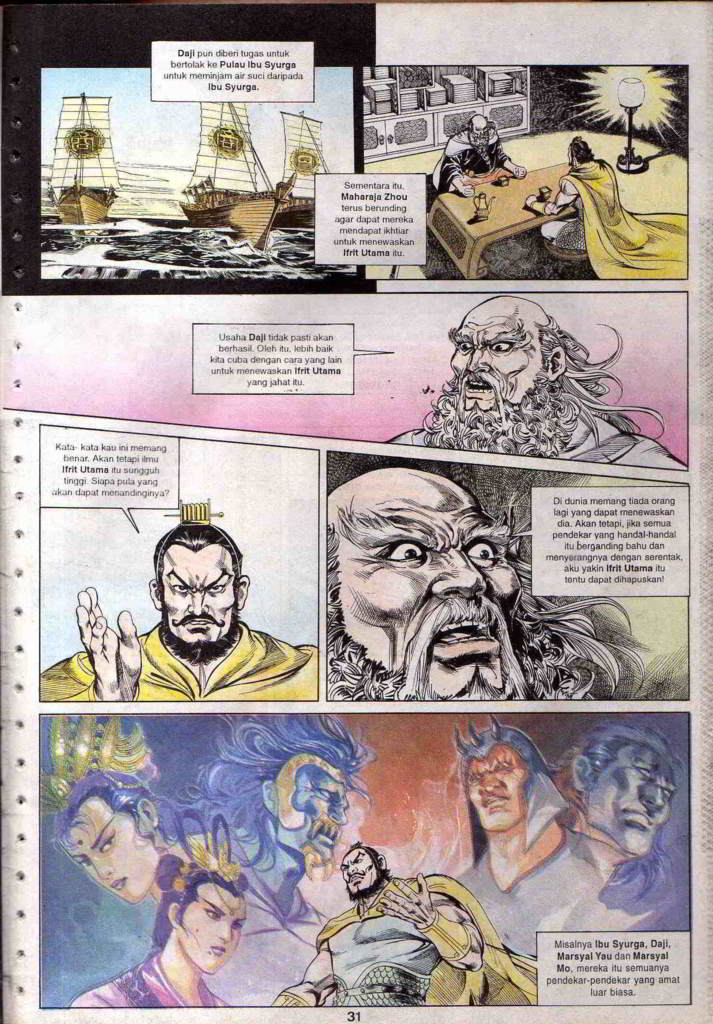 Daji pun diberi tugas untuk
bertolak ke Pulau Ibu Syurga
untuk meminjam air suci daripada
Ibu Syurga.
Sementara itu,
Maharaja Zhou
terus berunding
agar dapat mereka
mendapat ikhtiar
untuk menewaskan
Ifrit Utama itu.
Usaha Daji tidak pasti akan
berhasil. Oleh itu, lebih baik
kita cuba dengan cara yang lain
untuk menewaskan Ifrit Utama
yang jahat itu.
Kata- kata kau ini memang
benar. Akan tetapi ilmu
Ifrit Utama itu sungguh
tinggi. Siapa pula yang
akan dapat menandinginya?
Di dunia memang tiada orang
lagi yang dapat menewaskan
dia. Akan tetapi, jika semua
pendekar yang handal-handal
itu berganding bahu dan
menyerangnya dengan serentak,
aku yakin Ifrit Utama itu
tentu dapat dihapuskan!
Misalnya Ibu Syurga, Daji,
Marsyal Yau dan Marsyal
Mo, mereka itu semuanya
pendekar-pendekar yang amat
luar biasa.
31